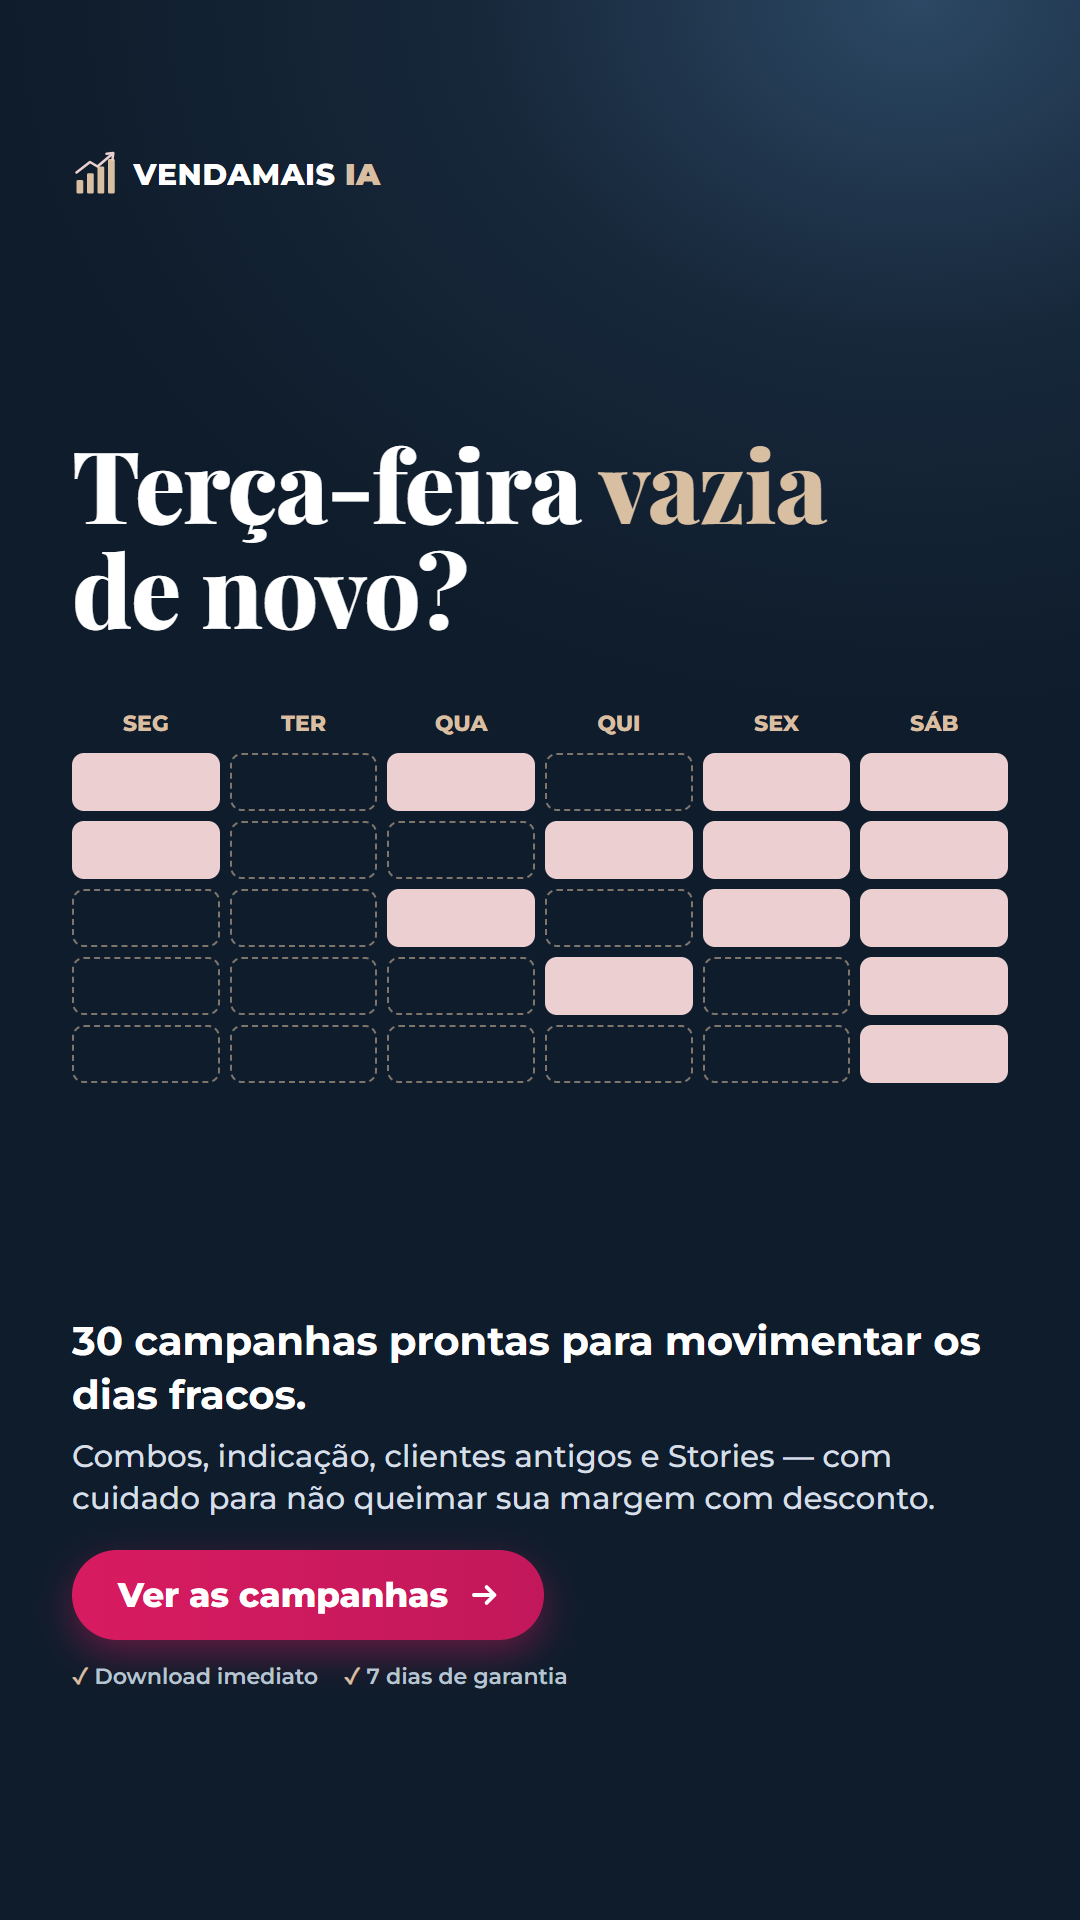 VENDAMAIS IA
Terça-feira vazia
de novo?
SEG TER QUA QUI SEX SÁB
30 campanhas prontas para movimentar os
dias fracos.
Combos, indicação, clientes antigos e Stories — com
cuidado para não queimar sua margem com desconto.
Ver as campanhas →
✓ Download imediato ✓ 7 dias de garantia